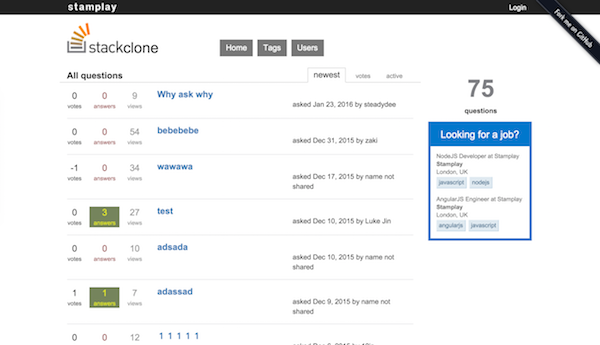 stamplay
Login
Fork me on GitHub
stackclone
Home
Tags
Users
All questions
newest
votes
active
0 0 9
votes answers views
Why ask why
asked Jan 23, 2016 by steadydee
0 0 54
votes answers views
bebebebe
asked Dec 31, 2015 by zaki
-1 0 34
votes answers views
wawawa
asked Dec 17, 2015 by name not
shared
0 3 27
votes answers views
test
asked Dec 10, 2015 by Luke Jin
0 0 10
votes answers views
adsada
asked Dec 10, 2015 by name not
shared
1 1 7
votes answers views
adassad
asked Dec 9, 2015 by name not
shared
0 0 12
1 1 1 1 1
75
questions
Looking for a job?
NodeJS Developer at Stamplay
Stamplay
London, UK
javascript nodejs
AngularJS Engineer at Stamplay
Stamplay
London, UK
angularjs javascript